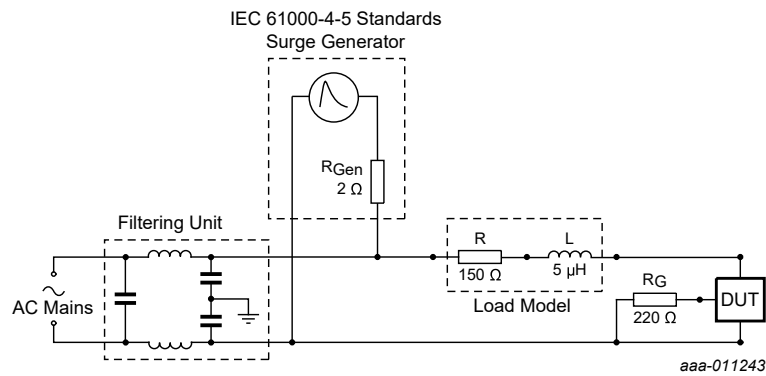 IEC 61000-4-5 Standards
Surge Generator
RGen
2 Ω
Filtering Unit
AC Mains
R
150 Ω
L
5 μH
Load Model
RG
220 Ω
DUT
aaa-011243